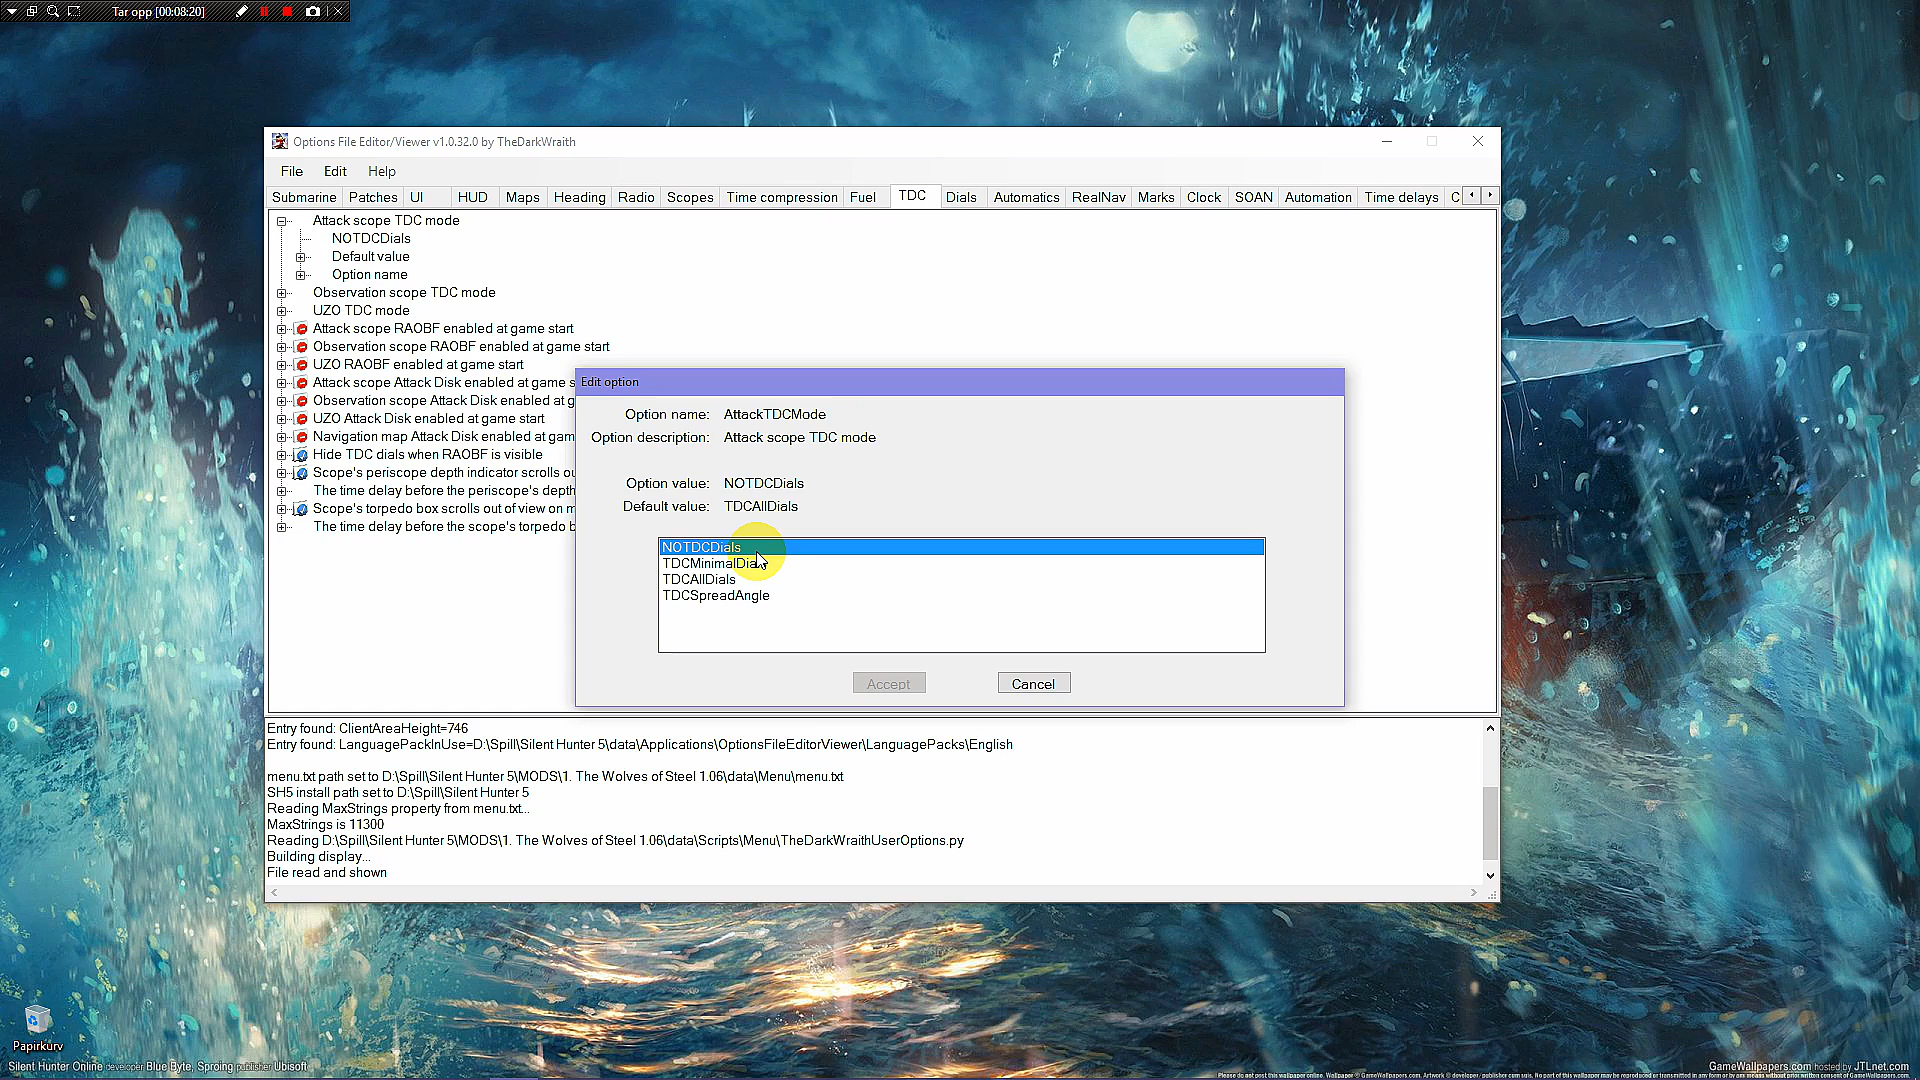 Tar opp [00:08:20]
Options File Editor/Viewer v1.0.32.0 by TheDarkWraith
File Edit Help
Submarine Patches UI HUD Maps Heading Radio Scopes Time compression Fuel TDC Dials Automatics RealNav Marks Clock SOAN Automation Time delays C
Attack scope TDC mode
NOTDCDials
Default value
Option name
Observation scope TDC mode
UZO TDC mode
Attack scope RAOBF enabled at game start
Observation scope RAOBF enabled at game start
UZO RAOBF enabled at game start
Attack scope Attack Disk enabled at game s
Observation scope Attack Disk enabled at g
UZO Attack Disk enabled at game start
Navigation map Attack Disk enabled at gam
Hide TDC dials when RAOBF is visible
Scope's periscope depth indicator scrolls ou
The time delay before the periscope's depth
Scope's torpedo box scrolls out of view on m
The time delay before the scope's torpedo b
Edit option
Option name: AttackTDCMode
Option description: Attack scope TDC mode
Option value: NOTDCDials
Default value: TDCAllDials
NOTDCDials
TDCMinimalDials
TDCAllDials
TDCSpreadAngle
Accept Cancel
Entry found: ClientAreaHeight=746
Entry found: LanguagePackInUse=D:\Spill\Silent Hunter 5\data\Applications\OptionsFileEditorViewer\LanguagePacks\English
menu.txt path set to D:\Spill\Silent Hunter 5\MODS\1. The Wolves of Steel 1.06\data\Menu\menu.txt
SH5 install path set to D:\Spill\Silent Hunter 5
Reading MaxStrings property from menu.txt...
MaxStrings is 11300
Reading D:\Spill\Silent Hunter 5\MODS\1. The Wolves of Steel 1.06\data\Scripts\Menu\TheDarkWraithUserOptions.py
Building display...
File read and shown
Papirkurv
Silent Hunter Online developer Blue Byte, Sproing publisher Ubisoft
GameWallpapers.com hosted by JTLnet.com